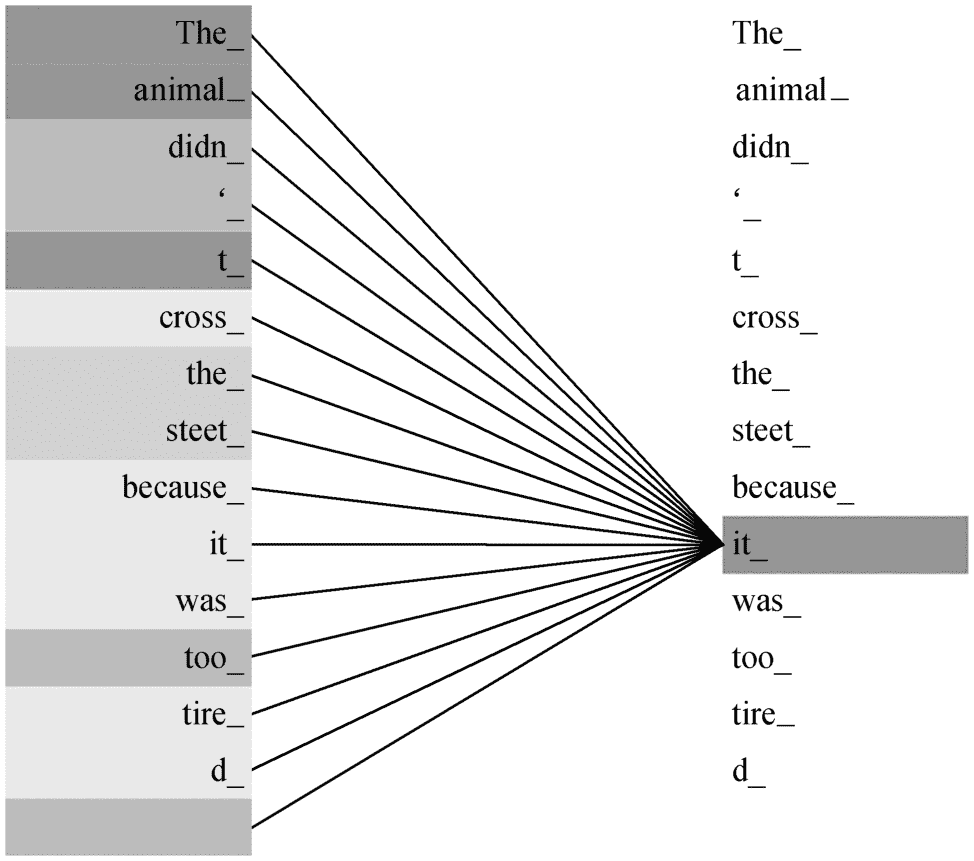 The_ The_
animal_ animal_
didn_ didn_
‘_ ‘_
t_ t_
cross_ cross_
the_ the_
steet_ steet_
because_ because_
it_ it_
was_ was_
too_ too_
tire_ tire_
d_ d_